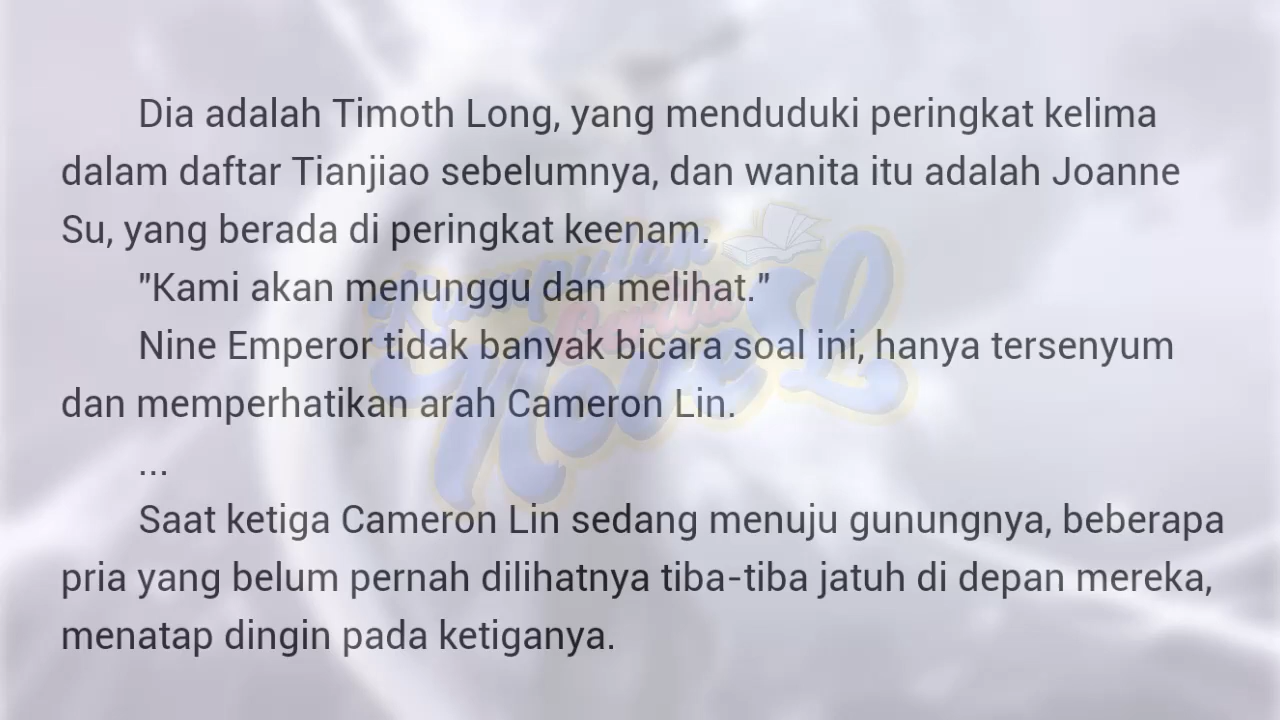 Dia adalah Timoth Long, yang menduduki peringkat kelima
dalam daftar Tianjiao sebelumnya, dan wanita itu adalah Joanne
Su, yang berada di peringkat keenam.
"Kami akan menunggu dan melihat."
Nine Emperor tidak banyak bicara soal ini, hanya tersenyum
dan memperhatikan arah Cameron Lin.
...
Saat ketiga Cameron Lin sedang menuju gunungnya, beberapa
pria yang belum pernah dilihatnya tiba-tiba jatuh di depan mereka,
menatap dingin pada ketiganya.
Kumpulan
Cerita
Novel